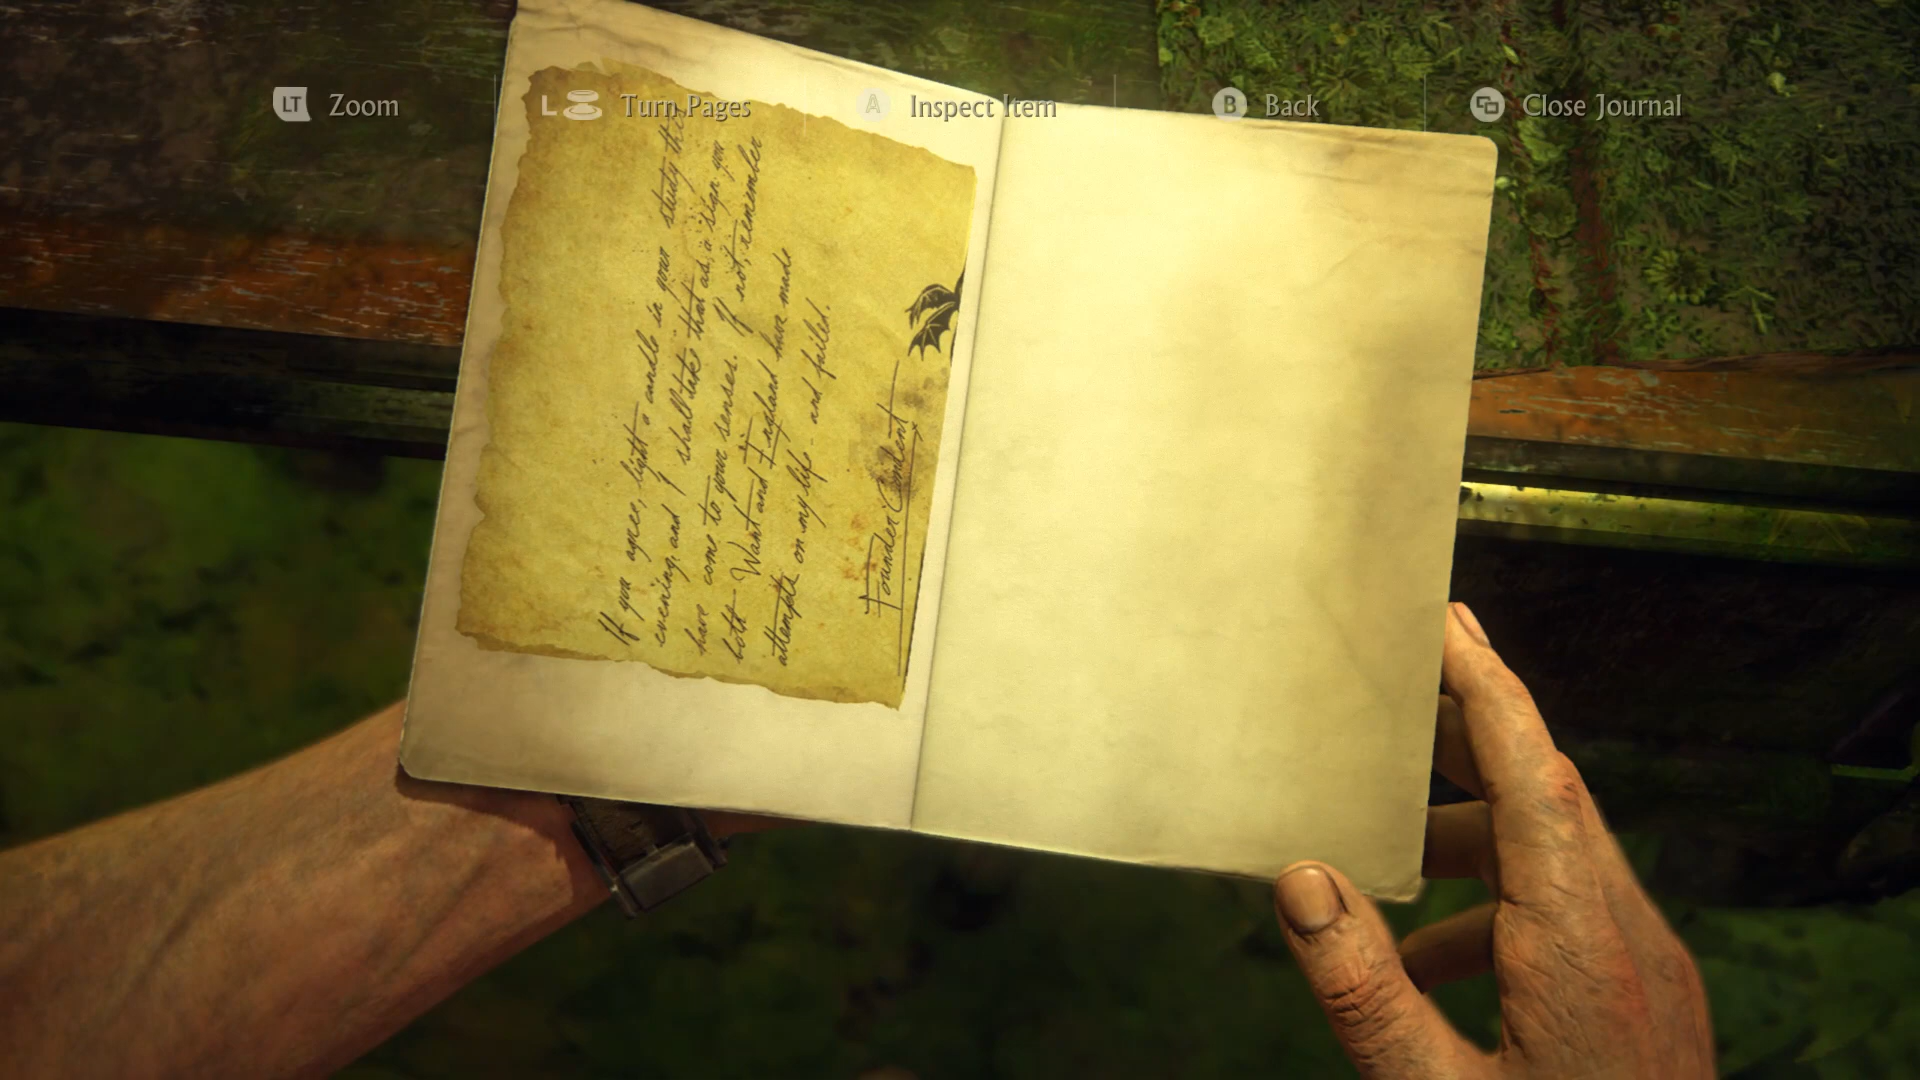 LT Zoom
L Turn Pages
A Inspect Item
B Back
Close Journal
If you agree, light a candle in your study this
evening, and I shall take that as a sign you
have come to your senses. If not, remember
both Want and England have made
attempts on my life - and failed.
Founder